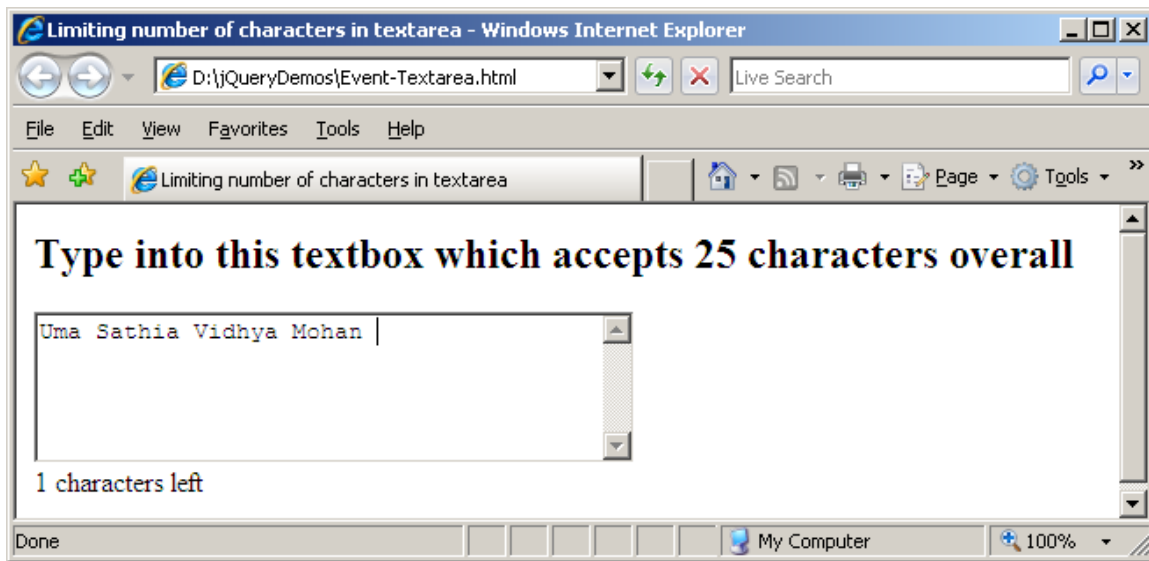 Limiting number of characters in textarea - Windows Internet Explorer
D:\jQueryDemos\Event-Textarea.html Live Search
File Edit View Favorites Tools Help
Limiting number of characters in textarea Page Tools »
Type into this textbox which accepts 25 characters overall
Uma Sathia Vidhya Mohan
1 characters left
Done My Computer 100%